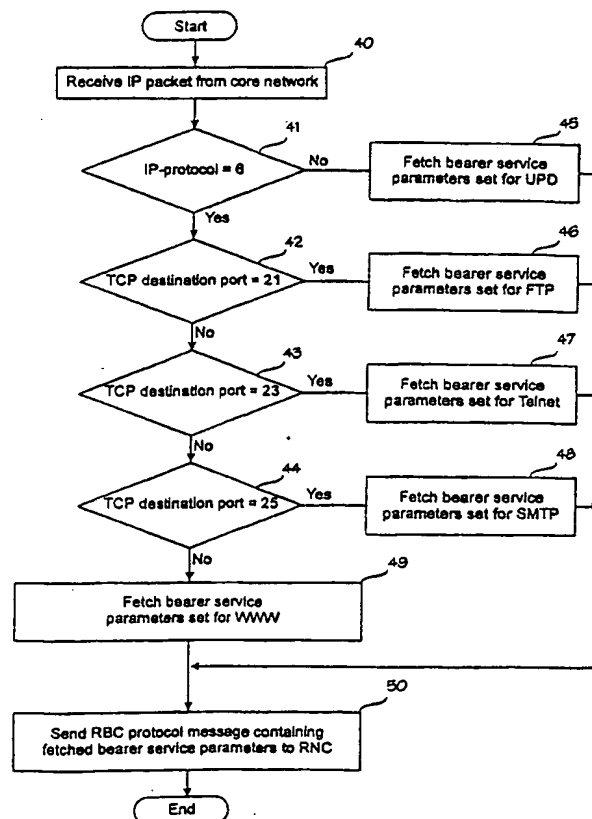 Start
40
Receive IP packet from core network
41
IP-protocol = 6
No
45
Fetch bearer service
parameters set for UPD
Yes
42
TCP destination port = 21
Yes
46
Fetch bearer service
parameters set for FTP
No
43
TCP destination port = 23
Yes
47
Fetch bearer service
parameters set for Telnet
No
44
TCP destination port = 25
Yes
48
Fetch bearer service
parameters set for SMTP
No
49
Fetch bearer service
parameters set for WWW
50
Send RBC protocol message containing
fetched bearer service parameters to RNC
End